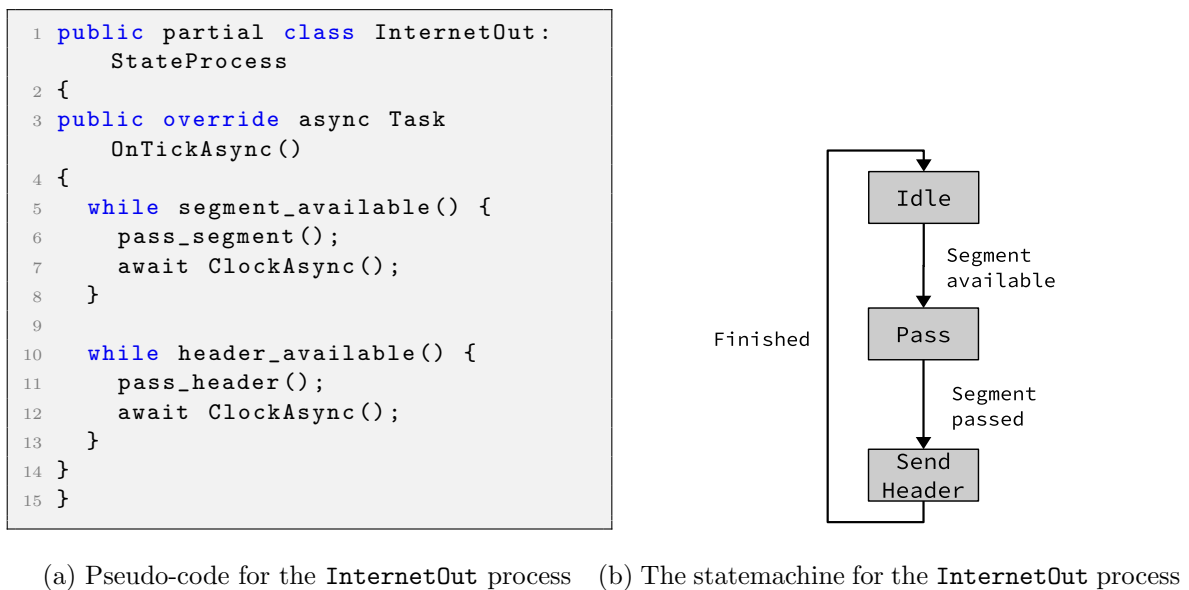 1 public partial class InternetOut:
StateProcess
2 {
3 public override async Task
OnTickAsync()
4 {
5 while segment_available() {
6 pass_segment();
7 await ClockAsync();
8 }
9
10 while header_available() {
11 pass_header();
12 await ClockAsync();
13 }
14 }
15 }
(a) Pseudo-code for the InternetOut process
Idle
Segment
available
Finished
Pass
Segment
passed
Send
Header
(b) The statemachine for the InternetOut process